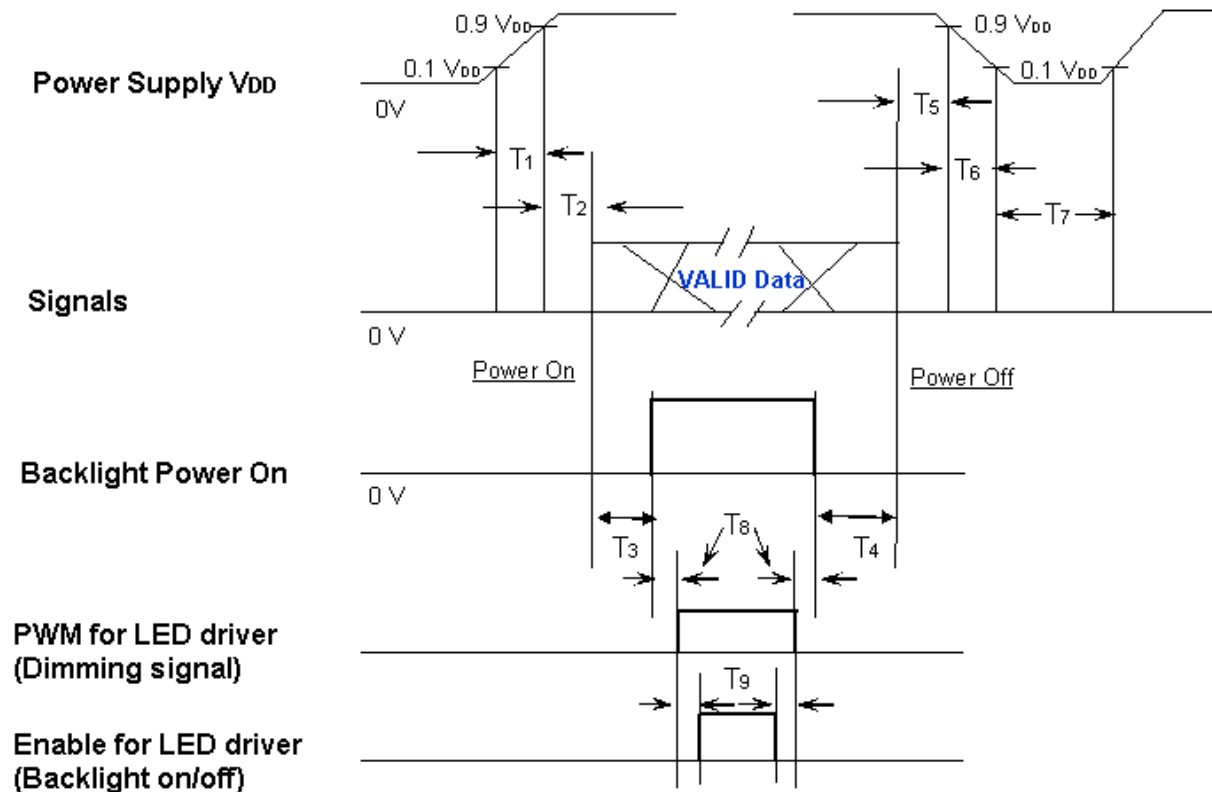 0.9 VDD
0.9 VDD
Power Supply VDD
0.1 VDD
0.1 VDD
0V
T5
T1
T6
T2
T7
VALID Data
Signals
0 V
Power On
Power Off
Backlight Power On
0 V
T8
T3
T4
PWM for LED driver
(Dimming signal)
T9
Enable for LED driver
(Backlight on/off)